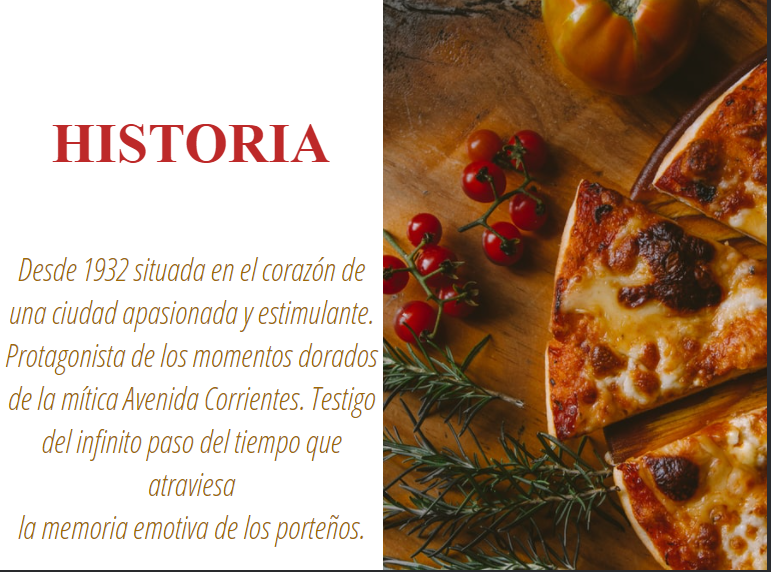 HISTORIA
Desde 1932 situada en el corazón de
una ciudad apasionada y estimulante.
Protagonista de los momentos dorados
de la mítica Avenida Corrientes. Testigo
del infinito paso del tiempo que
atraviesa
la memoria emotiva de los porteños.